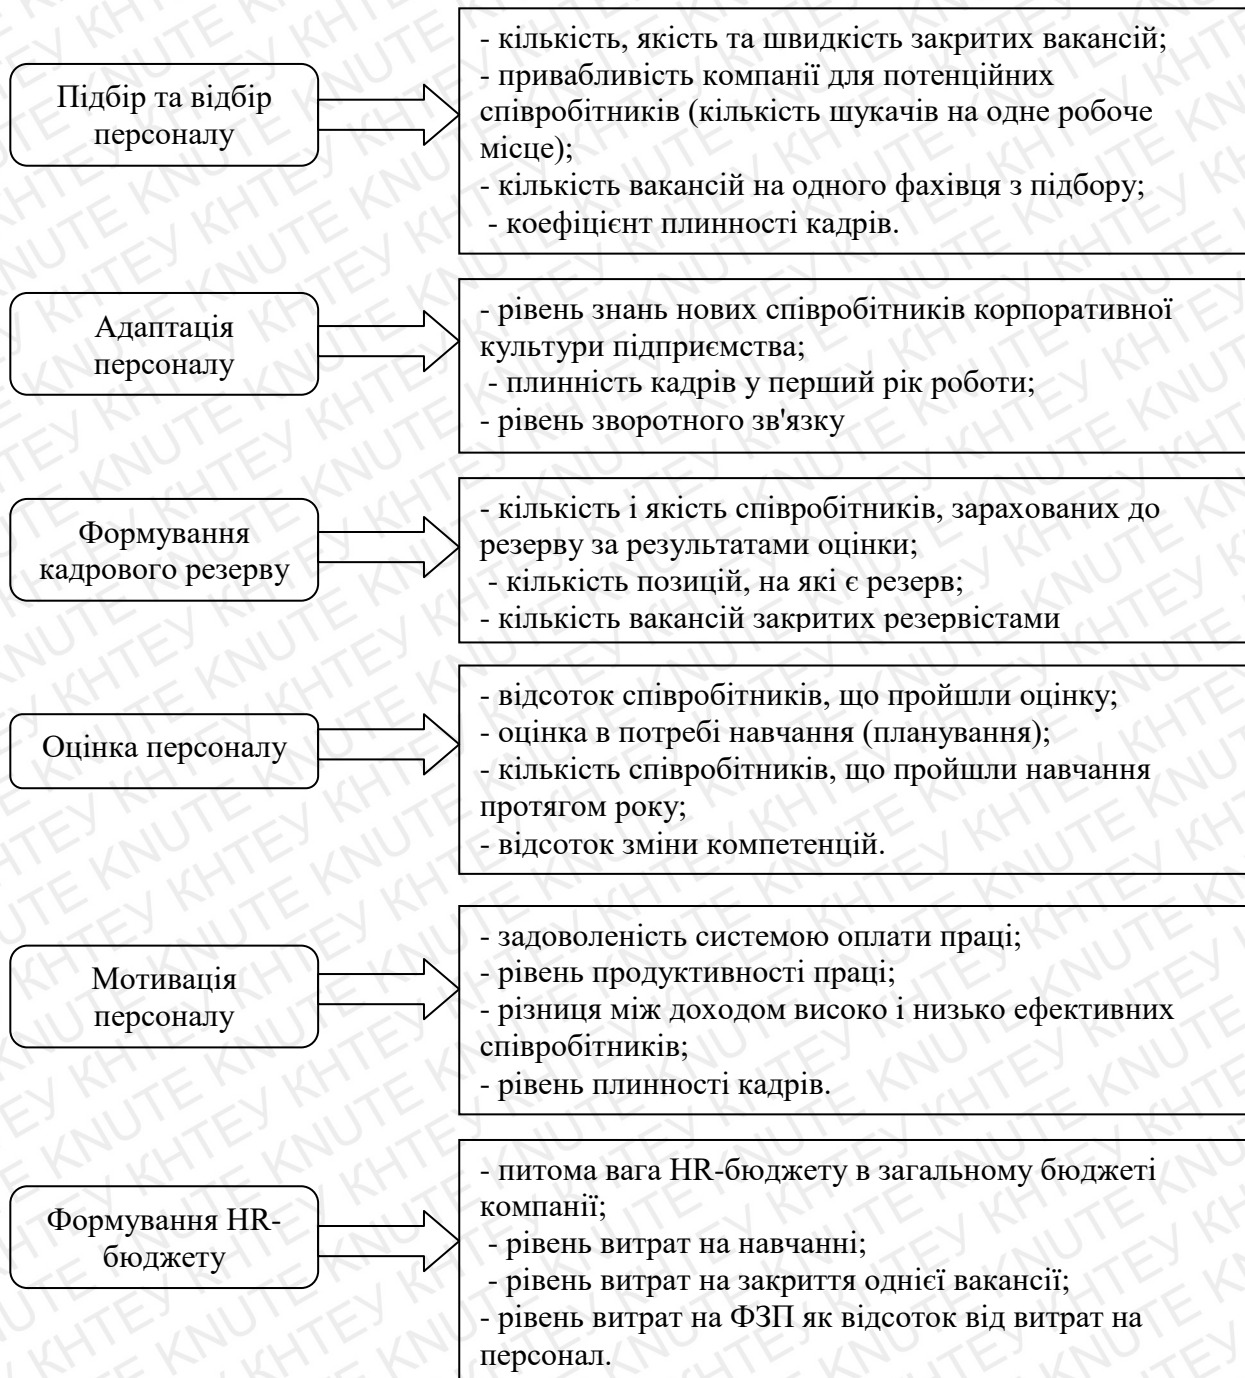 Підбір та відбір
персоналу
- кількість, якість та швидкість закритих вакансій;
- привабливість компанії для потенційних
співробітників (кількість шукачів на одне робоче
місце);
- кількість вакансій на одного фахівця з підбору;
- коефіцієнт плинності кадрів.
Адаптація
персоналу
- рівень знань нових співробітників корпоративної
культури підприємства;
- плинність кадрів у перший рік роботи;
- рівень зворотного зв'язку
Формування
кадрового резерву
- кількість і якість співробітників, зарахованих до
резерву за результатами оцінки;
- кількість позицій, на які є резерв;
- кількість вакансій закритих резервістами
Оцінка персоналу
- відсоток співробітників, що пройшли оцінку;
- оцінка в потребі навчання (планування);
- кількість співробітників, що пройшли навчання
протягом року;
- відсоток зміни компетенцій.
Мотивація
персоналу
- задоволеність системою оплати праці;
- рівень продуктивності праці;
- різниця між доходом високо і низько ефективних
співробітників;
- рівень плинності кадрів.
Формування HR-
бюджету
- питома вага HR-бюджету в загальному бюджеті
компанії;
- рівень витрат на навчанні;
- рівень витрат на закриття однієї вакансії;
- рівень витрат на ФЗП як відсоток від витрат на
персонал.